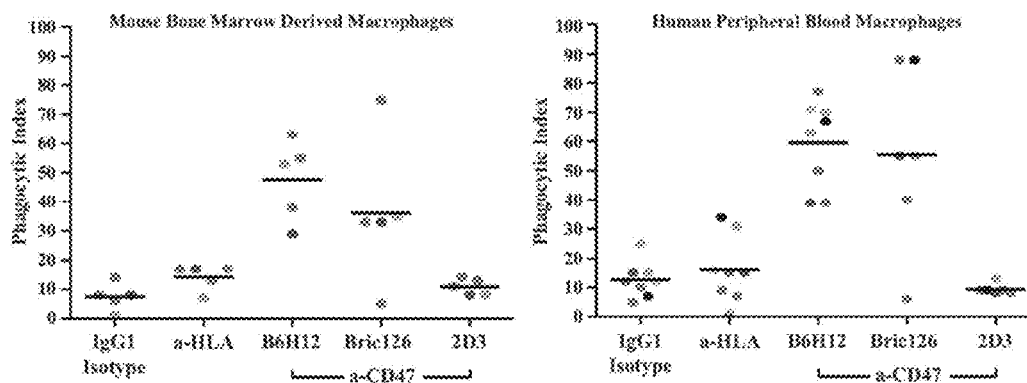 Mouse Bone Marrow Derived Macrophages
Phagocytic Index
100
90
80
70
60
50
40
30
20
10
0
IgG1 Isotype
a-HLA
B6H12
Bric126
2D3
a-CD47
Human Peripheral Blood Macrophages
Phagocytic Index
100
90
80
70
60
50
40
30
20
10
0
IgG1 Isotype
a-HLA
B6H12
Bric126
2D3
a-CD47